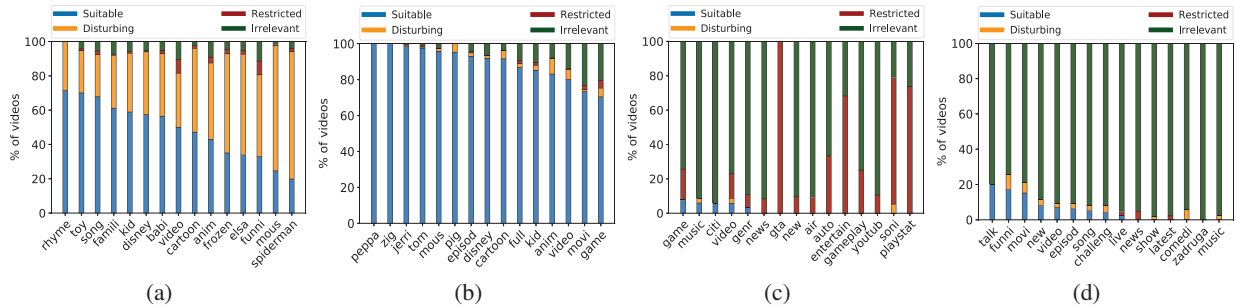 Suitable
Disturbing
Restricted
Irrelevant
% of videos
100
80
60
40
20
0
rhyme
toy
song
famili
kid
disney
babi
video
cartoon
anim
frozen
elsa
funni
mous
spiderman
(a)
Suitable
Disturbing
Restricted
Irrelevant
% of videos
100
80
60
40
20
0
peppa
zig
jerri
tom
mous
pig
episod
disney
cartoon
full
kid
anim
video
movi
game
(b)
Suitable
Disturbing
Restricted
Irrelevant
% of videos
100
80
60
40
20
0
game
music
citi
video
genr
news
gta
new
air
auto
entertain
gameplay
youtub
soni
playstat
(c)
Suitable
Disturbing
Restricted
Irrelevant
% of videos
100
80
60
40
20
0
talk
funni
movi
new
video
episod
song
challeng
live
news
show
latest
comedi
zadruga
music
(d)